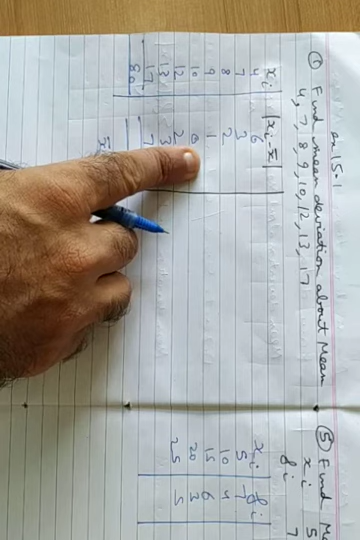 ex 15.1
① Find mean deviation about Mean
4, 7, 8, 9, 10, 12, 13, 17
xi |xi - x̄|
4 6
7 3
8 2
9 1
10 0
12 2
13 3
17 7
80
⑤ Find
xi 5
fi 7
xi fi
5 7
10 4
15 6
20 3
25 5